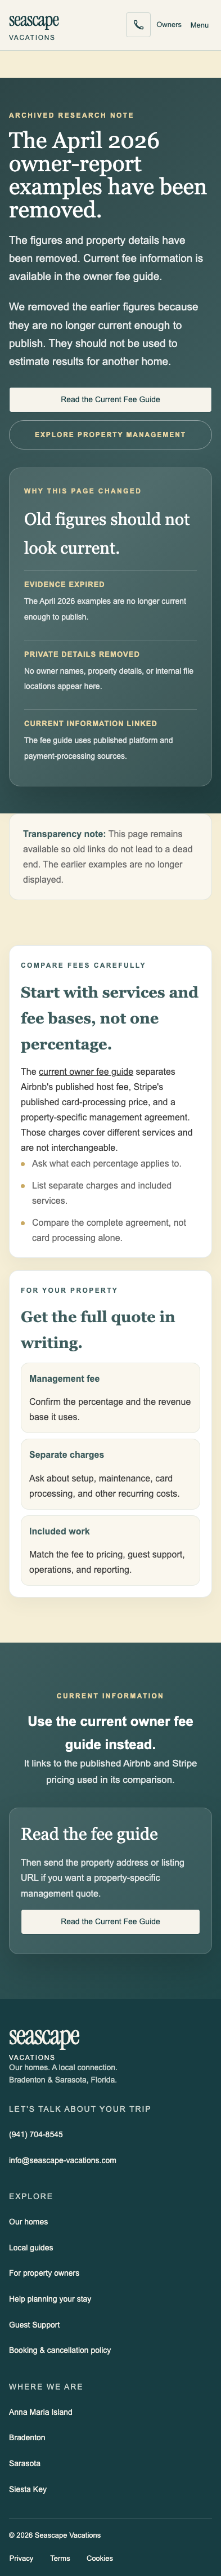 seascape
VACATIONS
Owners
Menu
ARCHIVED RESEARCH NOTE
The April 2026
owner-report
examples have been
removed.
The figures and property details have
been removed. Current fee information is
available in the owner fee guide.
We removed the earlier figures because
they are no longer current enough to
publish. They should not be used to
estimate results for another home.
Read the Current Fee Guide
EXPLORE PROPERTY MANAGEMENT
WHY THIS PAGE CHANGED
Old figures should not
look current.
EVIDENCE EXPIRED
The April 2026 examples are no longer current
enough to publish.
PRIVATE DETAILS REMOVED
No owner names, property details, or internal file
locations appear here.
CURRENT INFORMATION LINKED
The fee guide uses published platform and
payment-processing sources.
Transparency note: This page remains
available so old links do not lead to a dead
end. The earlier examples are no longer
displayed.
COMPARE FEES CAREFULLY
Start with services and
fee bases, not one
percentage.
The current owner fee guide separates
Airbnb's published host fee, Stripe's
published card-processing price, and a
property-specific management agreement.
Those charges cover different services and
are not interchangeable.
Ask what each percentage applies to.
List separate charges and included
services.
Compare the complete agreement, not
card processing alone.
FOR YOUR PROPERTY
Get the full quote in
writing.
Management fee
Confirm the percentage and the revenue
base it uses.
Separate charges
Ask about setup, maintenance, card
processing, and other recurring costs.
Included work
Match the fee to pricing, guest support,
operations, and reporting.
CURRENT INFORMATION
Use the current owner fee
guide instead.
It links to the published Airbnb and Stripe
pricing used in its comparison.
Read the fee guide
Then send the property address or listing
URL if you want a property-specific
management quote.
Read the Current Fee Guide
seascape
VACATIONS
Our homes. A local connection.
Bradenton & Sarasota, Florida.
LET'S TALK ABOUT YOUR TRIP
(941) 704-8545
info@seascape-vacations.com
EXPLORE
Our homes
Local guides
For property owners
Help planning your stay
Guest Support
Booking & cancellation policy
WHERE WE ARE
Anna Maria Island
Bradenton
Sarasota
Siesta Key
© 2026 Seascape Vacations
Privacy Terms Cookies